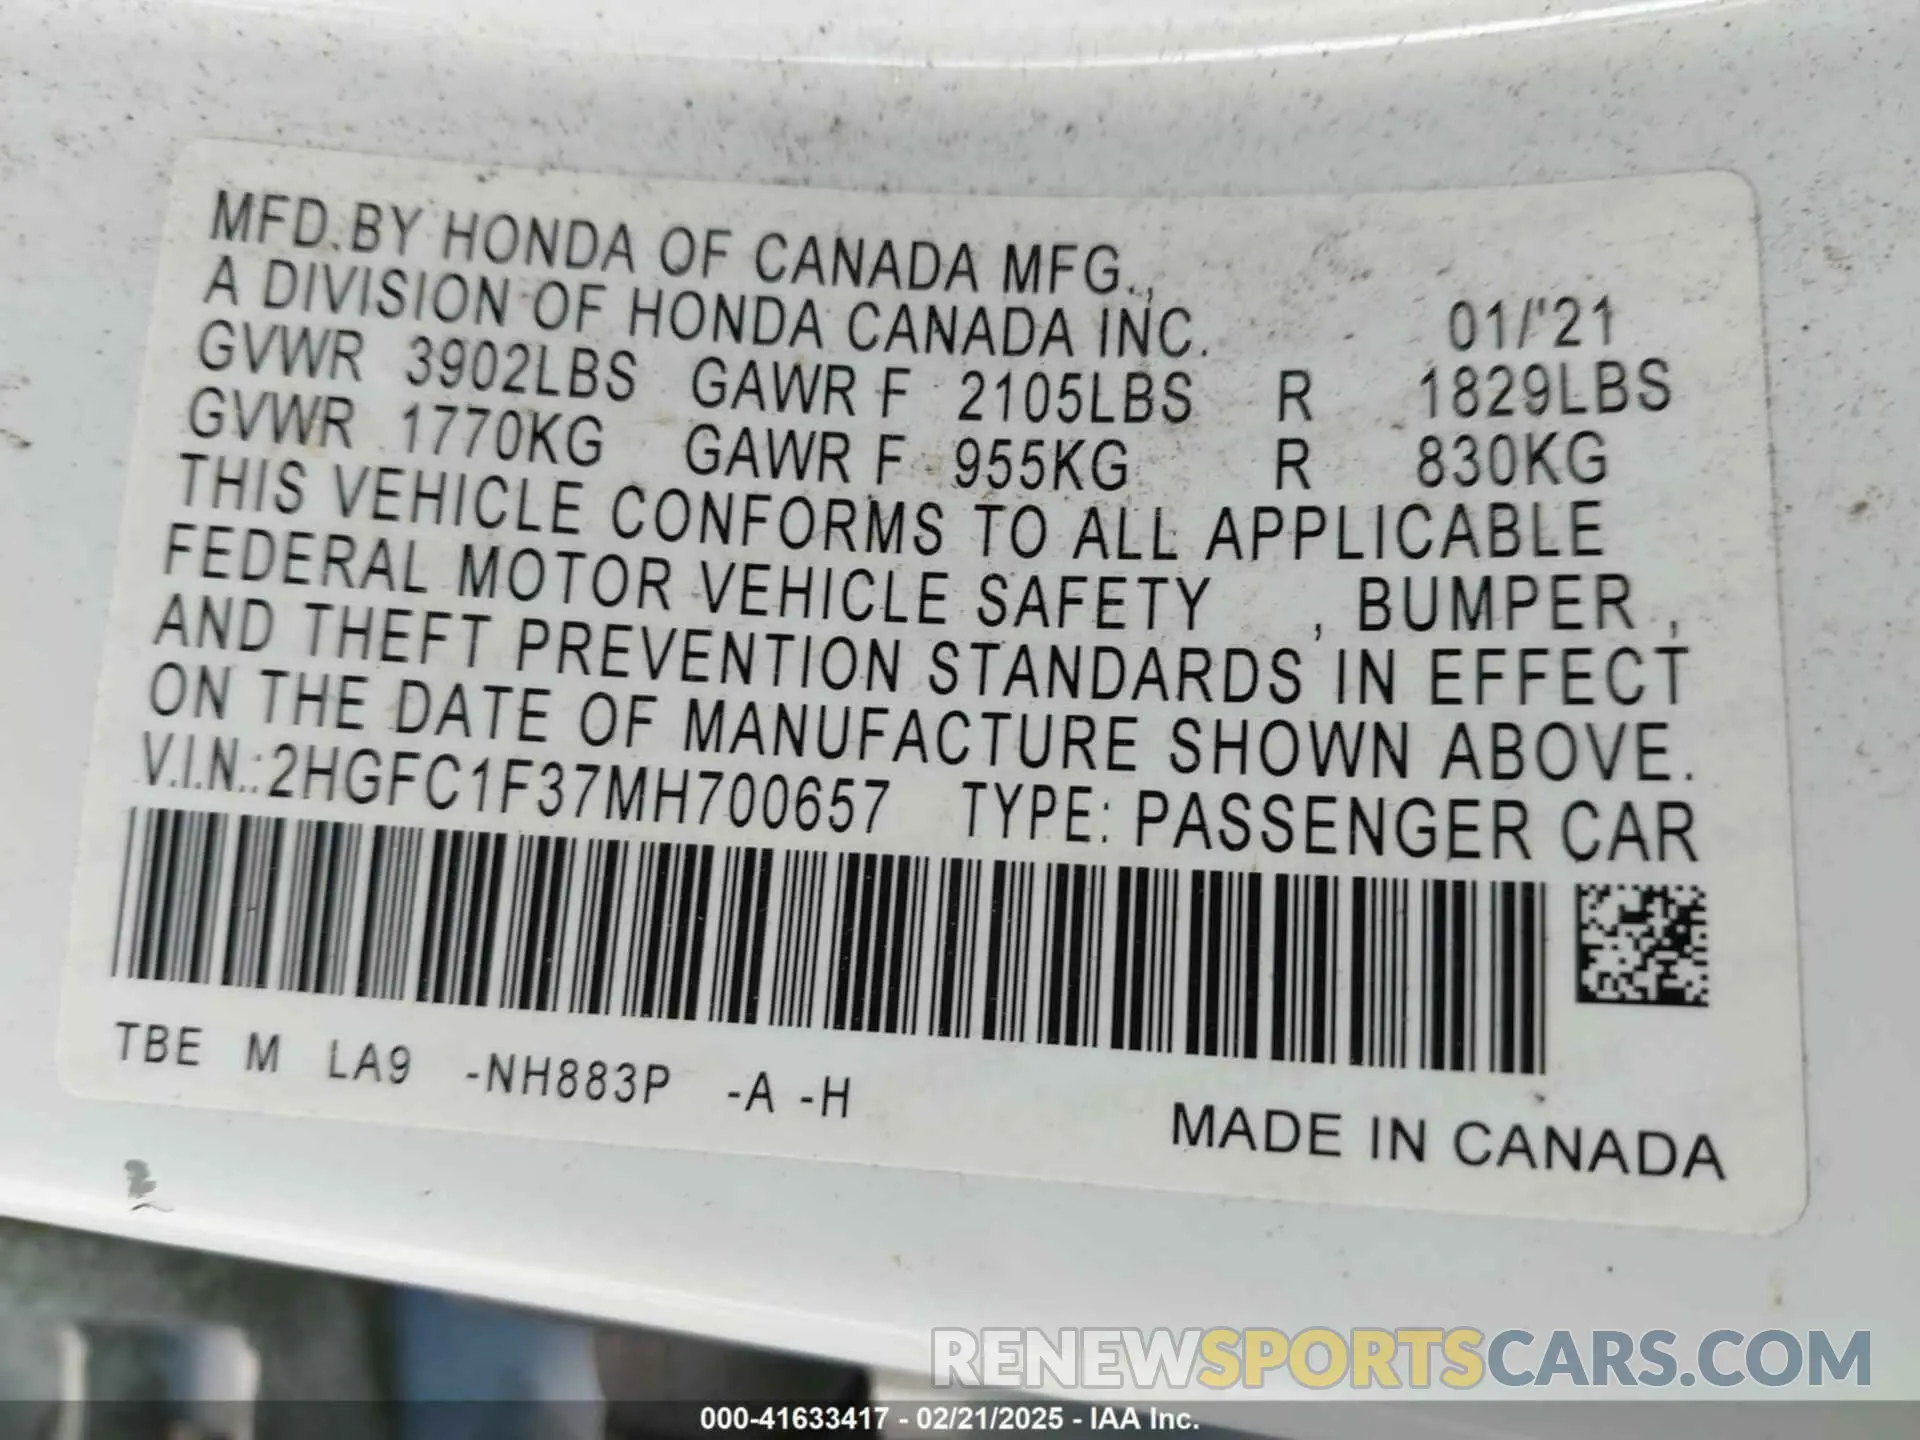 MFD.BY HONDA OF CANADA MFG.,
A DIVISION OF HONDA CANADA INC. 01/'21
GVWR 3902LBS GAWR F 2105LBS R 1829LBS
GVWR 1770KG GAWR F 955KG R 830KG
THIS VEHICLE CONFORMS TO ALL APPLICABLE
FEDERAL MOTOR VEHICLE SAFETY , BUMPER ,
AND THEFT PREVENTION STANDARDS IN EFFECT
ON THE DATE OF MANUFACTURE SHOWN ABOVE.
V.I.N.:2HGFC1F37MH700657 TYPE: PASSENGER CAR
TBE M LA9 -NH883P -A -H
MADE IN CANADA
RENEWSPORTSCARS.COM
000-41633417 - 02/21/2025 - IAA Inc.